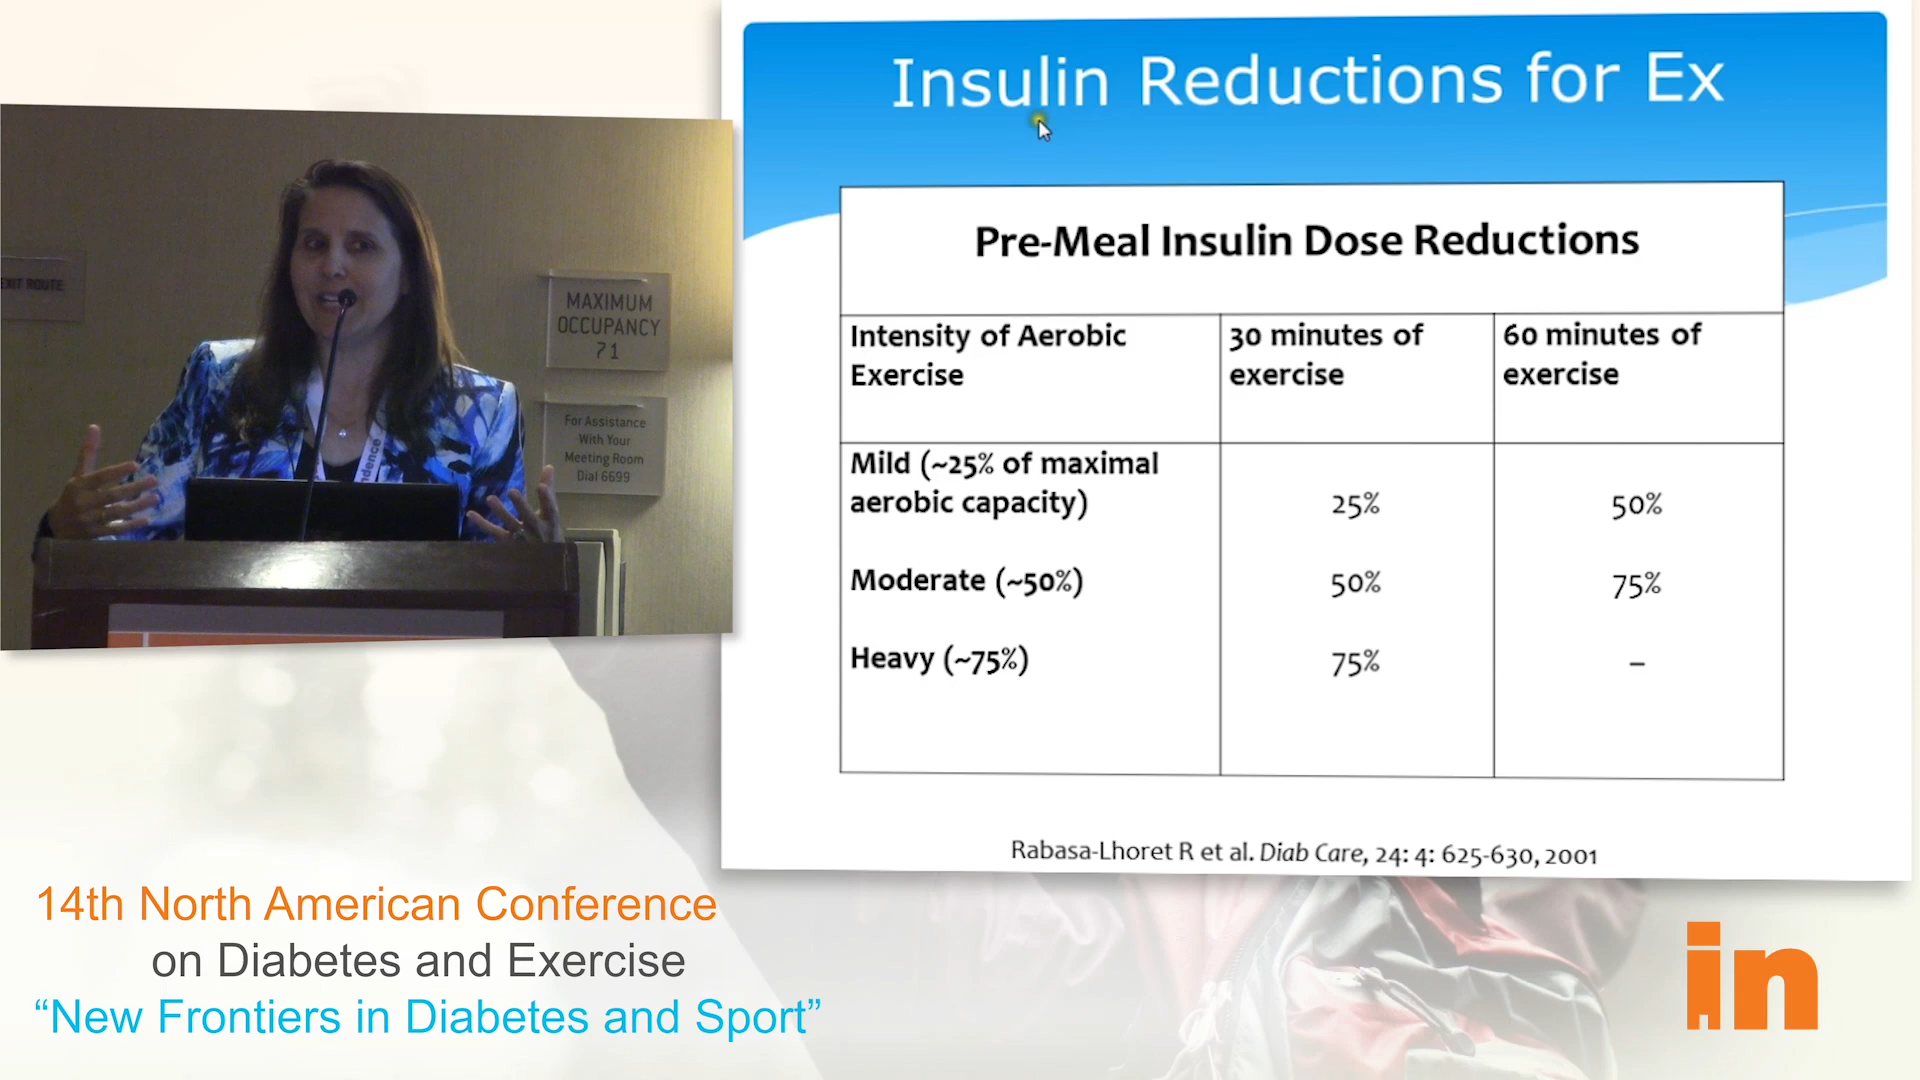 Insulin Reductions for Ex
Pre-Meal Insulin Dose Reductions
Intensity of Aerobic
Exercise
30 minutes of
exercise
60 minutes of
exercise
Mild (~25% of maximal
aerobic capacity)
25%
50%
Moderate (~50%)
50%
75%
Heavy (~75%)
75%
–
Rabasa-Lhoret R et al. Diab Care, 24: 4: 625-630, 2001
EXIT ROUTE
MAXIMUM
OCCUPANCY
71
For Assistance
With Your
Meeting Room
Dial 6699
14th North American Conference
on Diabetes and Exercise
“New Frontiers in Diabetes and Sport”
in